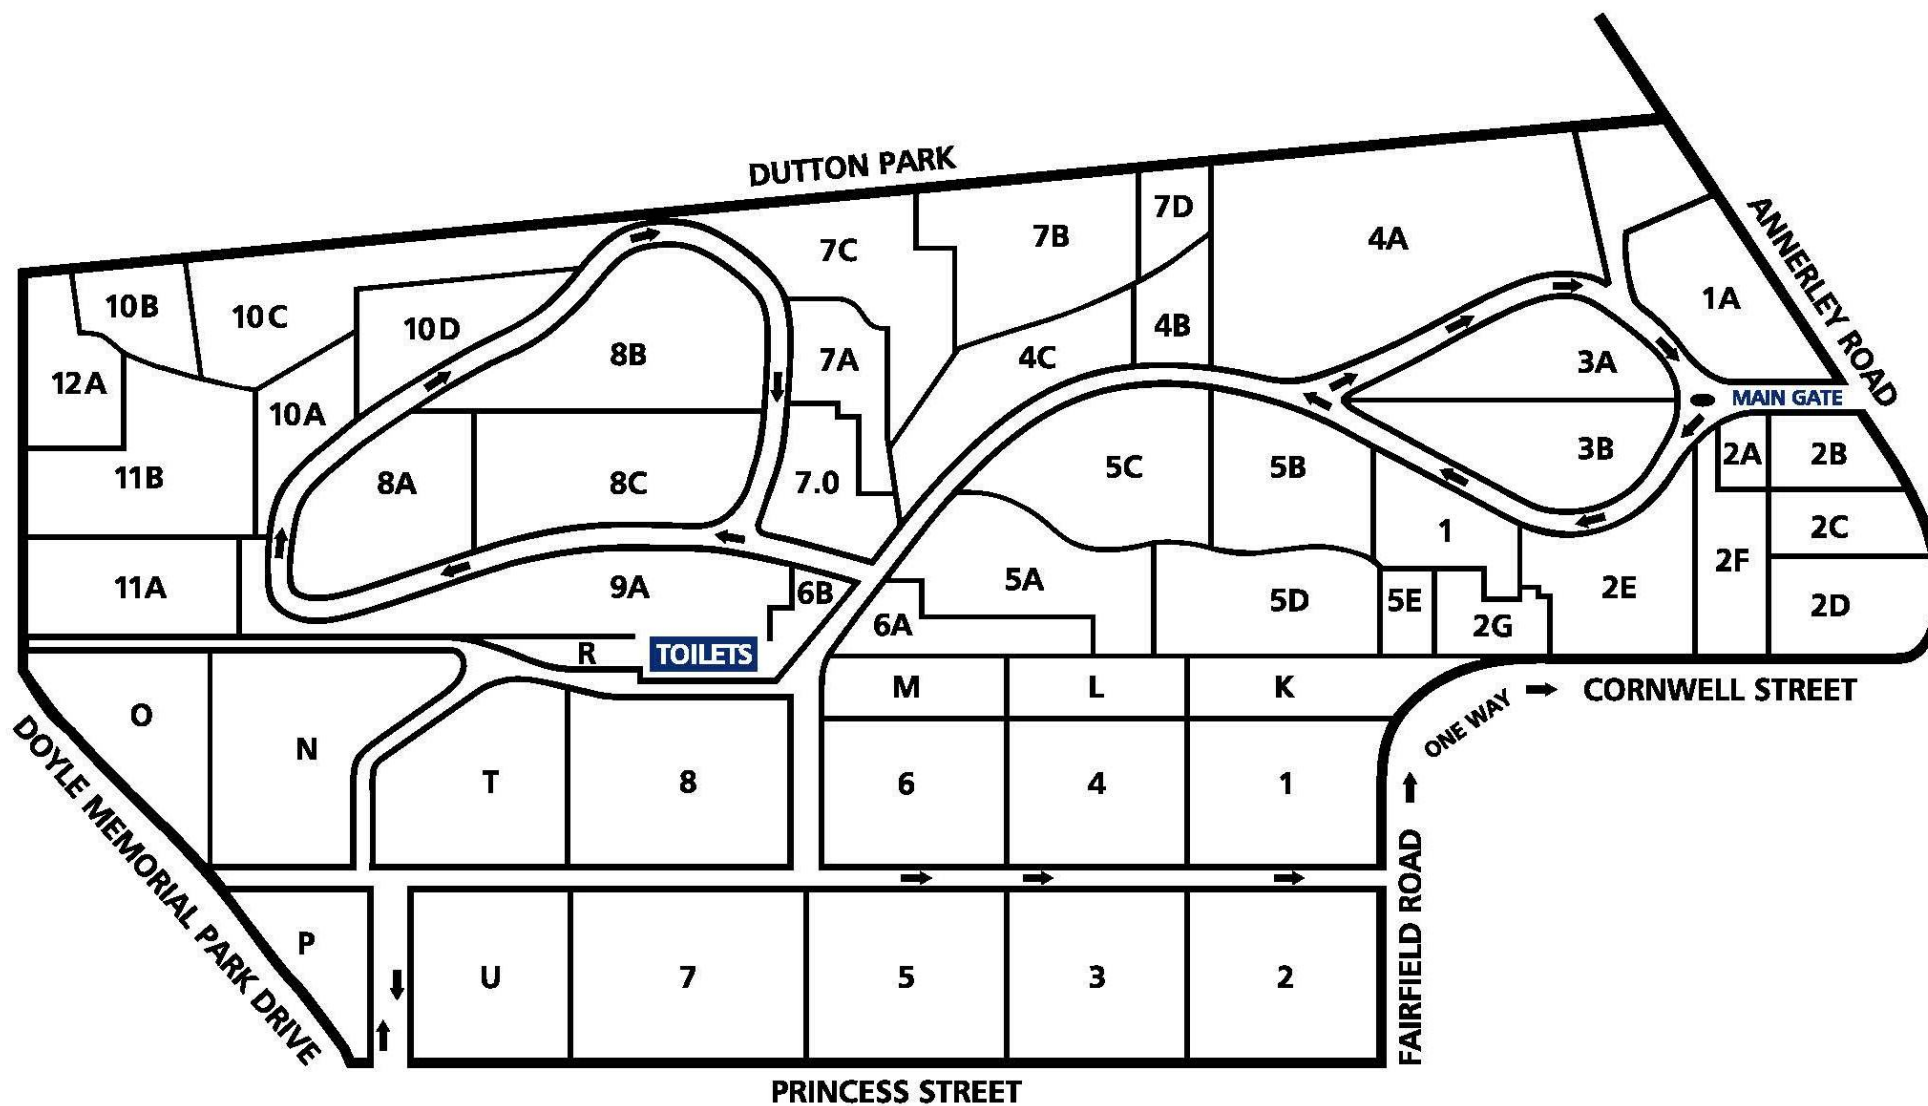 DUTTON PARK
ANNERLEY ROAD
7D
7B
4A
7C
10B
10C
1A
10D
4B
8B
7A
4C
3A
12A
MAIN GATE
10A
3B
2A
2B
5C
5B
11B
8A
8C
7.0
1
2C
2F
11A
9A
6B
5A
5D
5E
2E
2D
6A
2G
R
TOILETS
M
L
K
ONE WAY
CORNWELL STREET
O
N
T
8
6
4
1
DOYLE MEMORIAL PARK DRIVE
FAIRFIELD ROAD
P
U
7
5
3
2
PRINCESS STREET